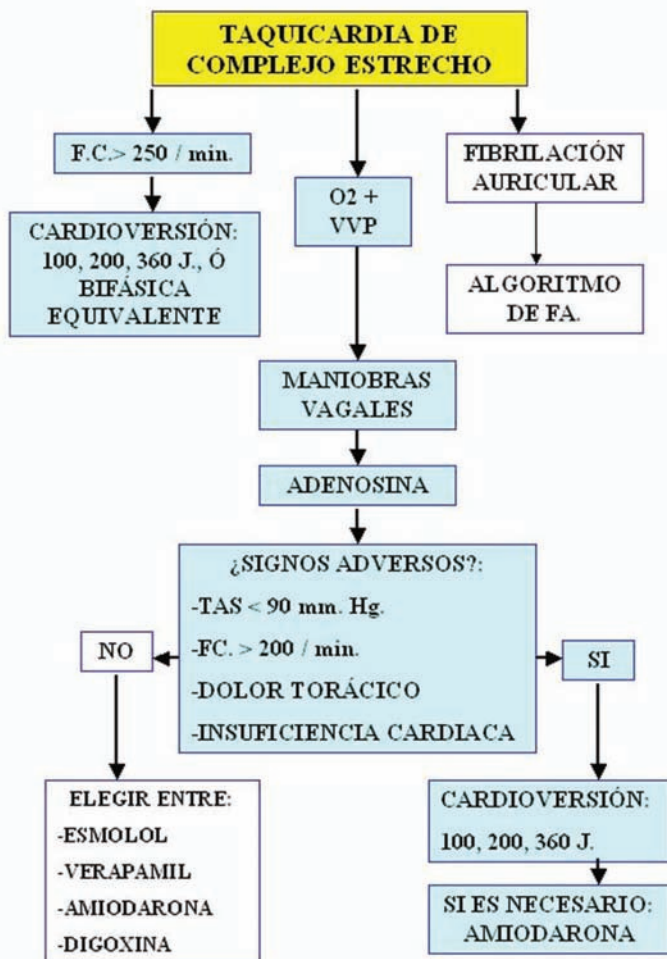 TAQUICARDIA DE
COMPLEJO ESTRECHO
F.C.> 250 / min.
CARDIOVERSIÓN:
100, 200, 360 J., Ó
BIFÁSICA
EQUIVALENTE
O2 +
VVP
FIBRILACIÓN
AURICULAR
ALGORITMO
DE FA.
MANIOBRAS
VAGALES
ADENOSINA
¿SIGNOS ADVERSOS?:
-TAS < 90 mm. Hg.
-FC. > 200 / min.
-DOLOR TORÁCICO
-INSUFICIENCIA CARDIACA
NO
SI
ELEGIR ENTRE:
-ESMOLOL
-VERAPAMIL
-AMIODARONA
-DIGOXINA
CARDIOVERSIÓN:
100, 200, 360 J.
SI ES NECESARIO:
AMIODARONA